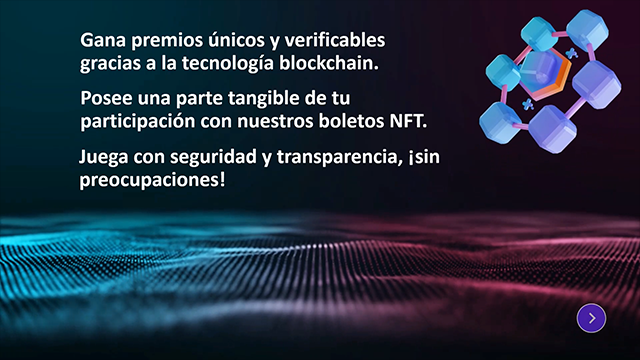 Gana premios únicos y verificables
gracias a la tecnología blockchain.
Posee una parte tangible de tu
participación con nuestros boletos NFT.
Juega con seguridad y transparencia, ¡sin
preocupaciones!